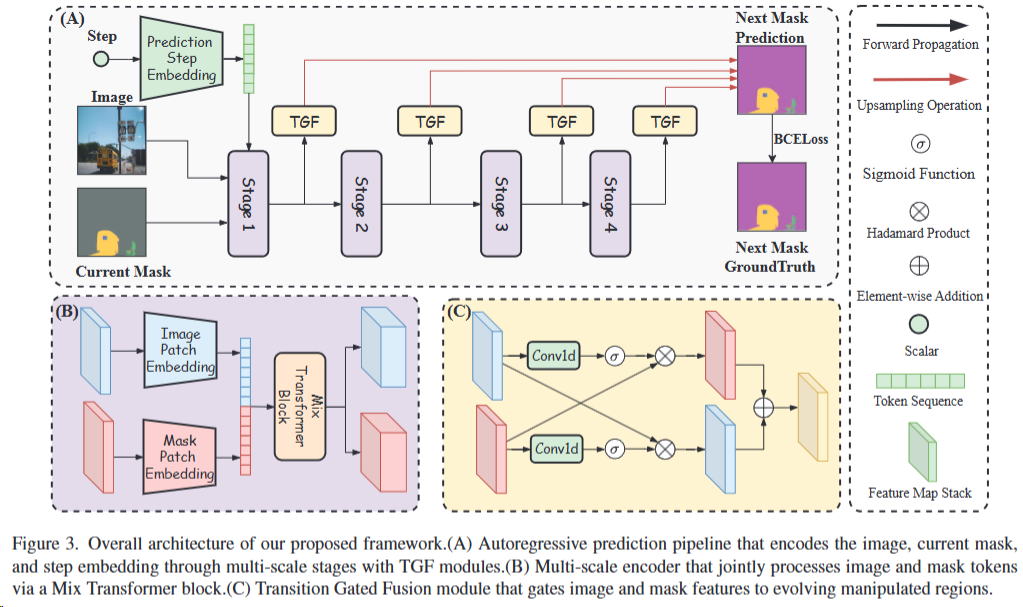 (A)
Step
Prediction
Step
Embedding
Image
Current Mask
TGF
TGF
TGF
TGF
Stage 1
Stage 2
Stage 3
Stage 4
Next Mask
Prediction
BCELoss
Next Mask
GroundTruth
Forward Propagation
Upsampling Operation
σ
Sigmoid Function
Hadamard Product
Element-wise Addition
Scalar
Token Sequence
Feature Map Stack
(B)
Image
Patch
Embedding
Mask
Patch
Embedding
Mix
Transformer
Block
(C)
Conv1d
σ
Conv1d
σ
Figure 3. Overall architecture of our proposed framework.(A) Autoregressive prediction pipeline that encodes the image, current mask,
and step embedding through multi-scale stages with TGF modules.(B) Multi-scale encoder that jointly processes image and mask tokens
via a Mix Transformer block.(C) Transition Gated Fusion module that gates image and mask features to evolving manipulated regions.